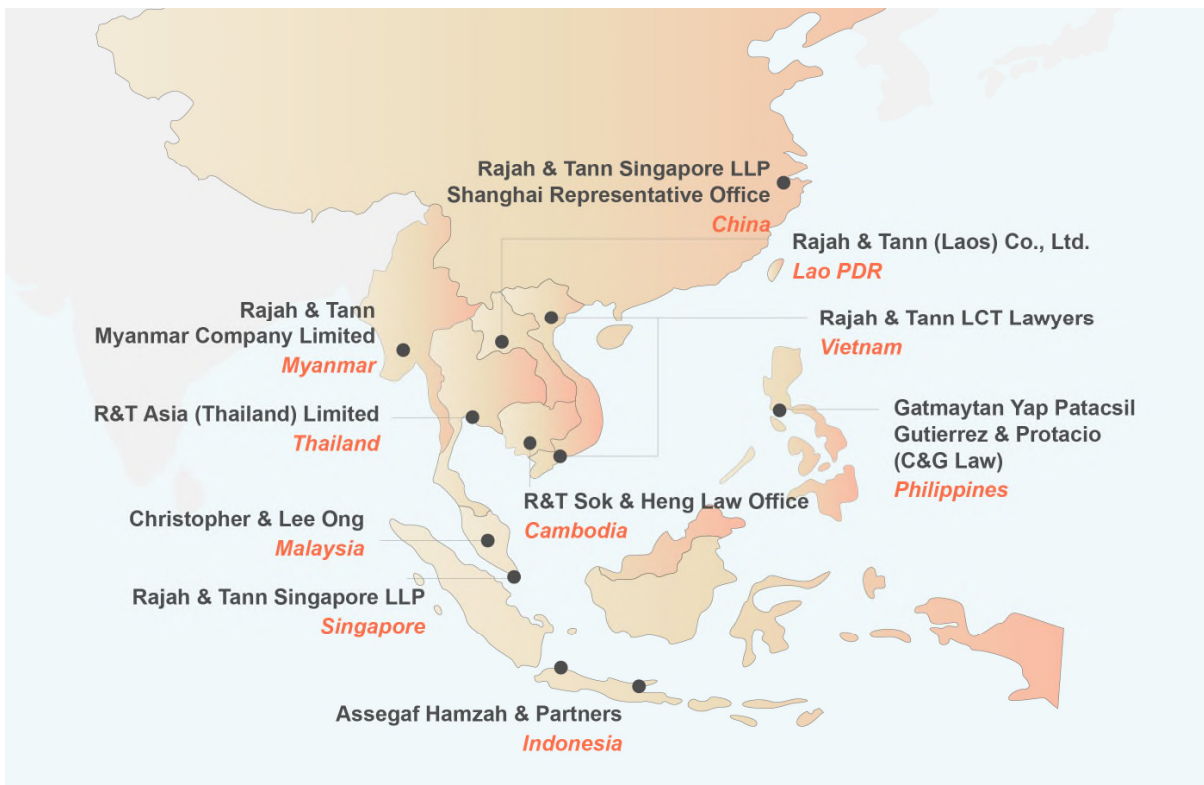 Rajah & Tann Singapore LLP
Shanghai Representative Office
China
Rajah & Tann (Laos) Co., Ltd.
Lao PDR
Rajah & Tann
Myanmar Company Limited
Myanmar
Rajah & Tann LCT Lawyers
Vietnam
R&T Asia (Thailand) Limited
Thailand
Gatmaytan Yap Patacsil
Gutierrez & Protacio
(C&G Law)
Philippines
R&T Sok & Heng Law Office
Cambodia
Christopher & Lee Ong
Malaysia
Rajah & Tann Singapore LLP
Singapore
Assegaf Hamzah & Partners
Indonesia